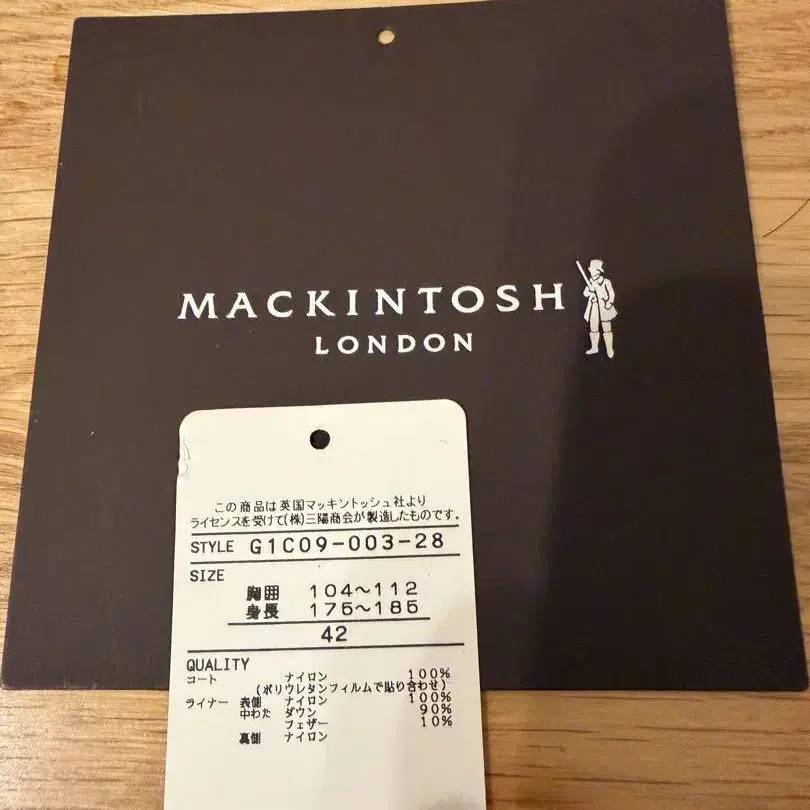 MACKINTOSH
LONDON
この商品は英国マッキントッシュ社より
ライセンスを受けて(株)三陽商会が製造したものです。
STYLE G1C09-003-28
SIZE
胸囲 104〜112
身長 175〜185
42
QUALITY
コート ナイロン 100%
(ポリウレタンフィルムで貼り合わせ)
ライナー 表側 ナイロン 100%
中わた ダウン 90%
フェザー 10%
裏側 ナイロン